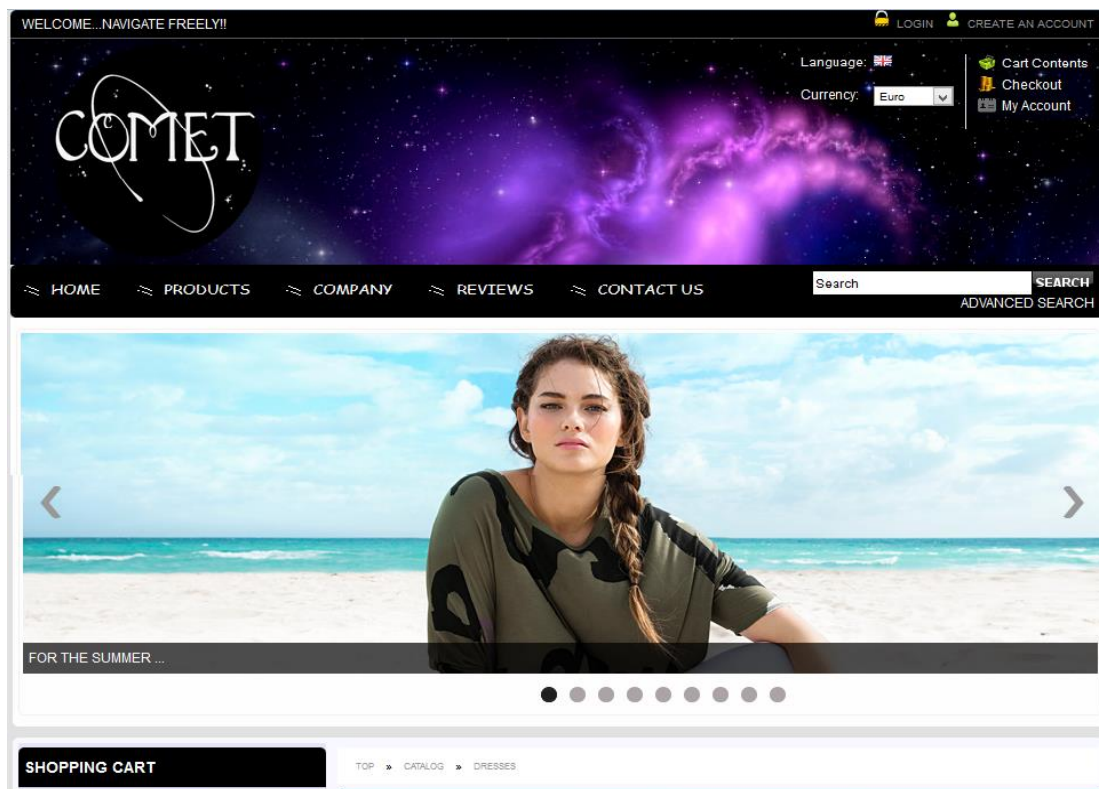 WELCOME...NAVIGATE FREELY!!
LOGIN CREATE AN ACCOUNT
COMET
Language:
Currency: Euro
Cart Contents
Checkout
My Account
HOME PRODUCTS COMPANY REVIEWS CONTACT US
Search SEARCH
ADVANCED SEARCH
FOR THE SUMMER ...
SHOPPING CART
TOP » CATALOG » DRESSES